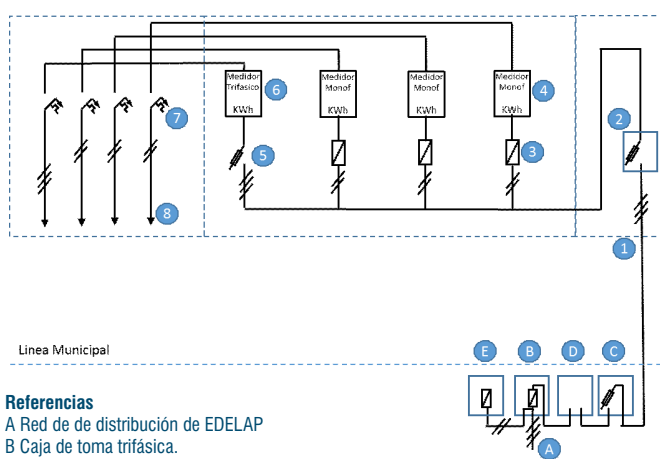 Medidor Trifasico KWh
6
Medidor Monof KWh
Medidor Monof KWh
Medidor Monof KWh
4
7
5
3
2
8
1
Linea Municipal
E
B
D
C
A
Referencias
A Red de de distribución de EDELAP
B Caja de toma trifásica.